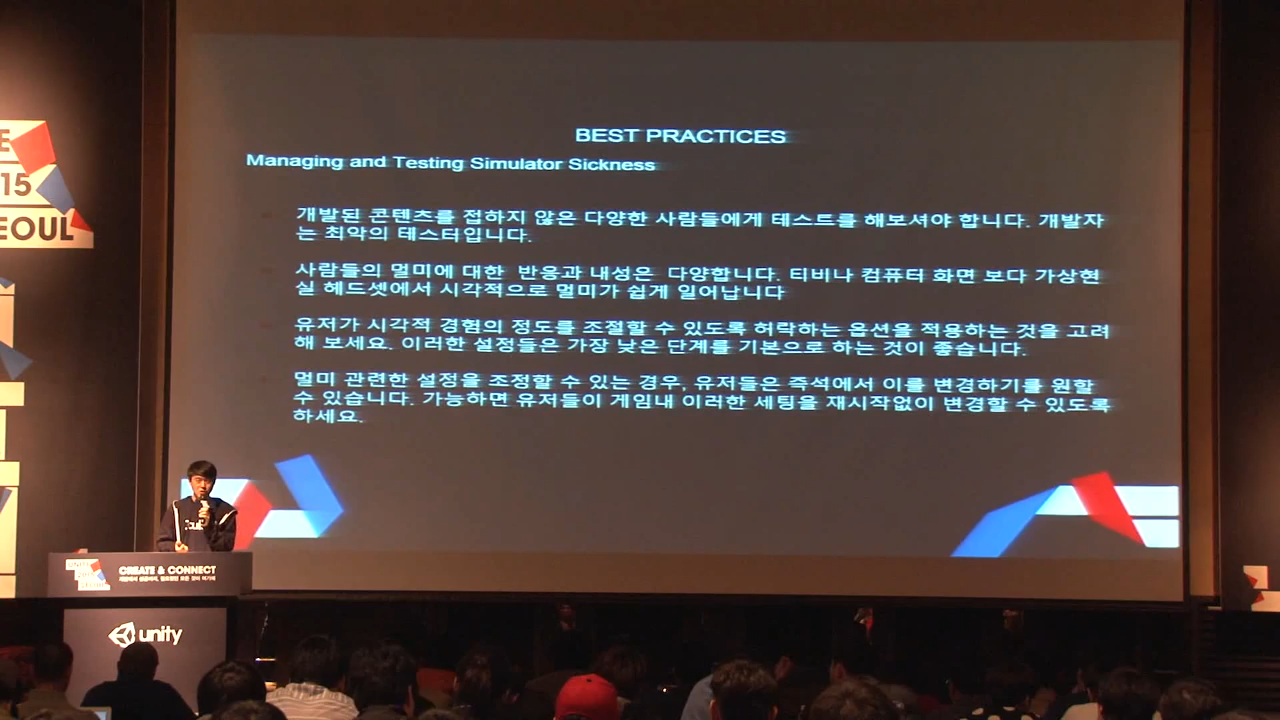 BEST PRACTICES
Managing and Testing Simulator Sickness
개발된 콘텐츠를 접하지 않은 다양한 사람들에게 테스트를 해보셔야 합니다. 개발자
는 최악의 테스터입니다.
사람들의 멀미에 대한 반응과 내성은 다양합니다. 티비나 컴퓨터 화면 보다 가상현
실 헤드셋에서 시각적으로 멀미가 쉽게 일어납니다
유저가 시각적 경험의 정도를 조절할 수 있도록 허락하는 옵션을 적용하는 것을 고려
해 보세요. 이러한 설정들은 가장 낮은 단계를 기본으로 하는 것이 좋습니다.
멀미 관련한 설정을 조정할 수 있는 경우, 유저들은 즉석에서 이를 변경하기를 원할
수 있습니다. 가능하면 유저들이 게임내 이러한 세팅을 재시작없이 변경할 수 있도록
하세요.
E
15
EOUL
CREATE & CONNECT
unity